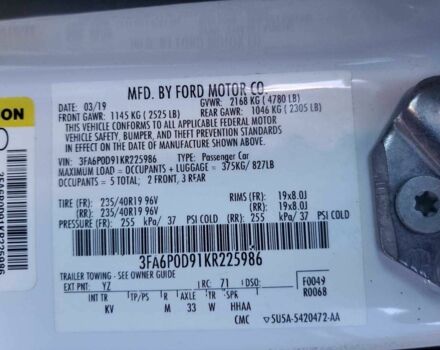 MFD. BY FORD MOTOR CO.
DATE: 03/19 GVWR: 2168 KG ( 4780 LB)
FRONT GAWR: 1145 KG ( 2525 LB) REAR GAWR: 1046 KG ( 2305 LB)
THIS VEHICLE CONFORMS TO ALL APPLICABLE FEDERAL MOTOR
VEHICLE SAFETY, BUMPER, AND THEFT PREVENTION STANDARDS
IN EFFECT ON THE DATE OF MANUFACTURE SHOWN ABOVE.
VIN: 3FA6P0D91KR225986 TYPE: Passenger Car
MAXIMUM LOAD = OCCUPANTS + LUGGAGE = 375KG/ 827LB
OCCUPANTS = 5 TOTAL; 2 FRONT, 3 REAR
TIRE (FR): 235/40R19 96V RIMS (FR): 19x8.0J
(RR): 235/40R19 96V (RR): 19x8.0J
PRESSURE (FR): 255 kPa/ 37 PSI COLD (RR): 255 kPa/ 37 PSI COLD
3FA6P0D91KR225986
TRAILER TOWING - SEE OWNER GUIDE
EXT PNT: YZ RC: 71 DSO: F0049
R0068
INT TR TP/PS R AXLE TR SPR
KV M 33 W HHAA
CMC 5U5A-5420472-AA
3FA6P0D91KR225986